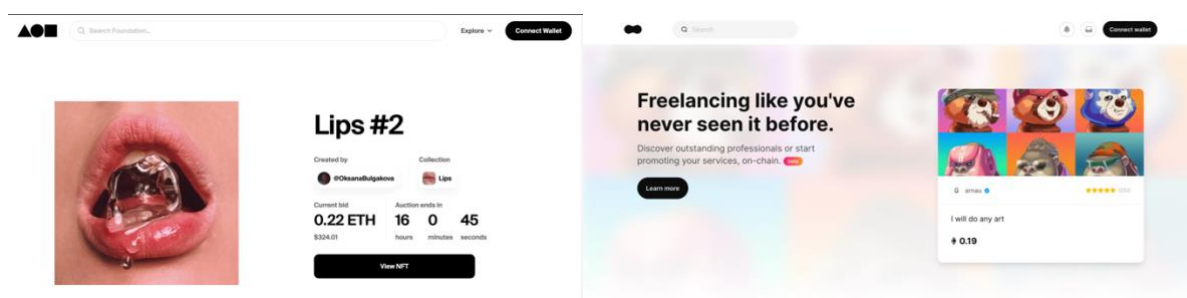 Search Foundation...
Explore
Connect Wallet
Lips #2
Created by
Collection
@OksanaBulgakova
Lips
Current bid
Auction ends in
0.22 ETH
16
0
45
$324.01
hours
minutes
seconds
View NFT
Search
Connect wallet
Freelancing like you've
never seen it before.
Discover outstanding professionals or start
promoting your services, on-chain.
Learn more
arnau
I will do any art
0.19